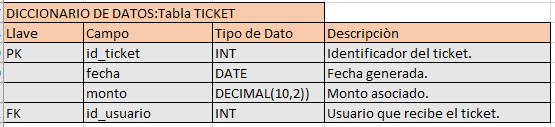 DICCIONARIO DE DATOS:Tabla TICKET
Llave Campo Tipo de Dato Descripciòn
PK id_ticket INT Identificador del ticket.
fecha DATE Fecha generada.
monto DECIMAL(10,2)) Monto asociado.
FK id_usuario INT Usuario que recibe el ticket.